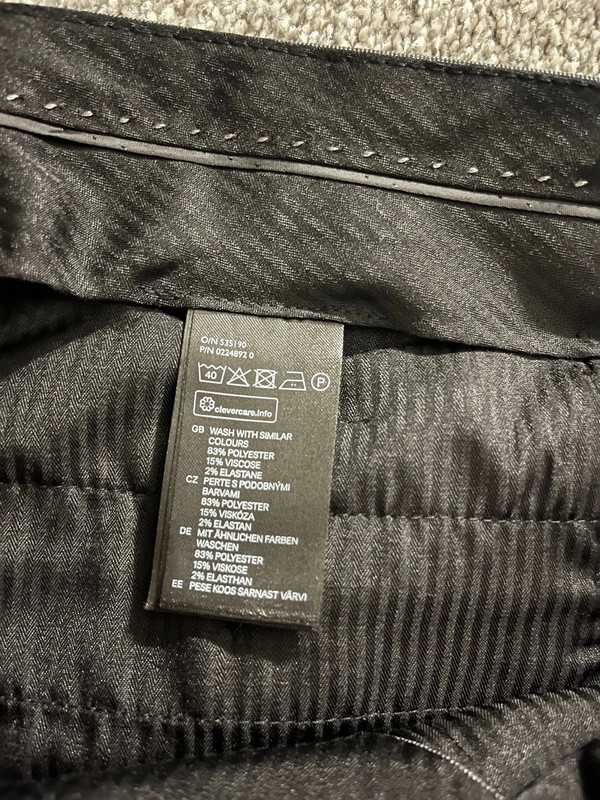 O/N 535190
P/N 0224892 0
40 P
clevercare.info
GB WASH WITH SIMILAR
COLOURS
83% POLYESTER
15% VISCOSE
2% ELASTANE
CZ PERTE S PODOBNÝMI
BARVAMI
83% POLYESTER
15% VISKÓZA
2% ELASTAN
DE MIT ÄHNLICHEN FARBEN
WASCHEN
83% POLYESTER
15% VISKOSE
2% ELASTHAN
EE PESE KOOS SARNAST VÄRVI